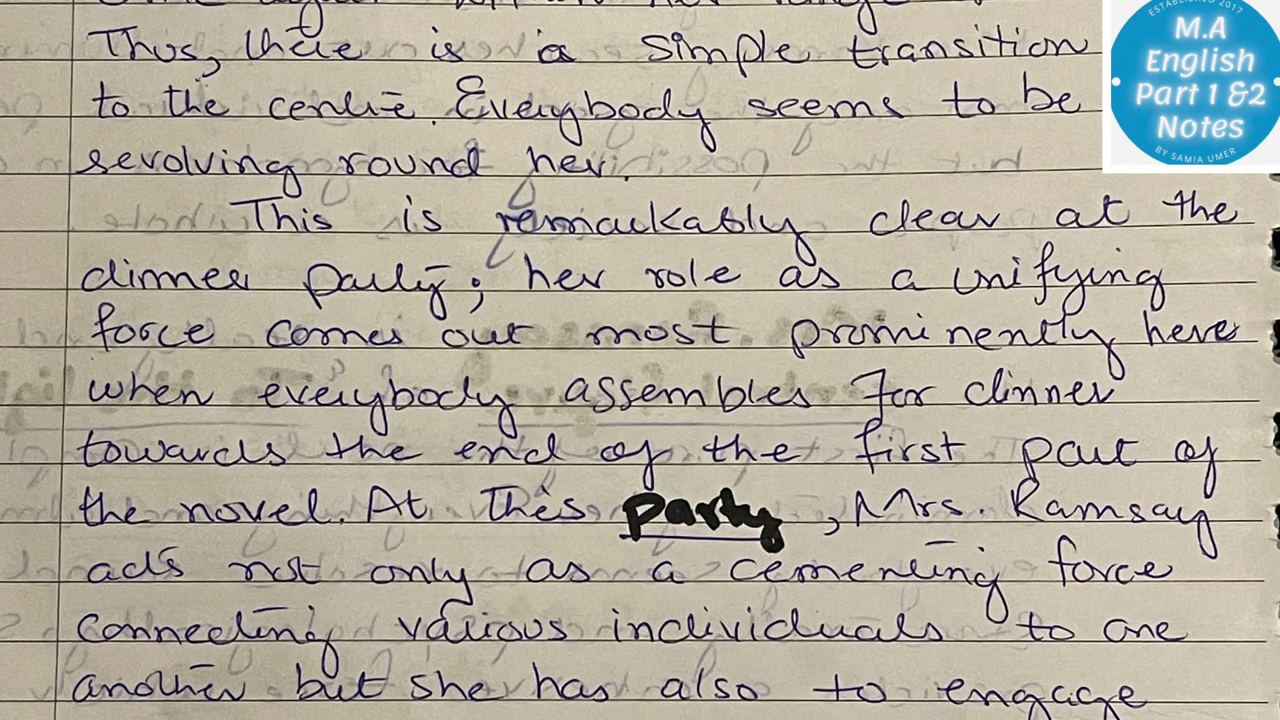 Thus, there is a simple transition
to the centre. Everybody seems to be
revolving round her.
This is remarkably clear at the
dinner party; her role as a unifying
force comes out most prominently here
when everybody assembles for dinner
towards the end of the first part of
the novel. At this party, Mrs. Ramsay
acts not only as a cementing force
connecting various individuals to one
another but she has also to engage
ESTABLISHED 2017
M.A
English
Part 1 &2
Notes
BY SAMIA UMER